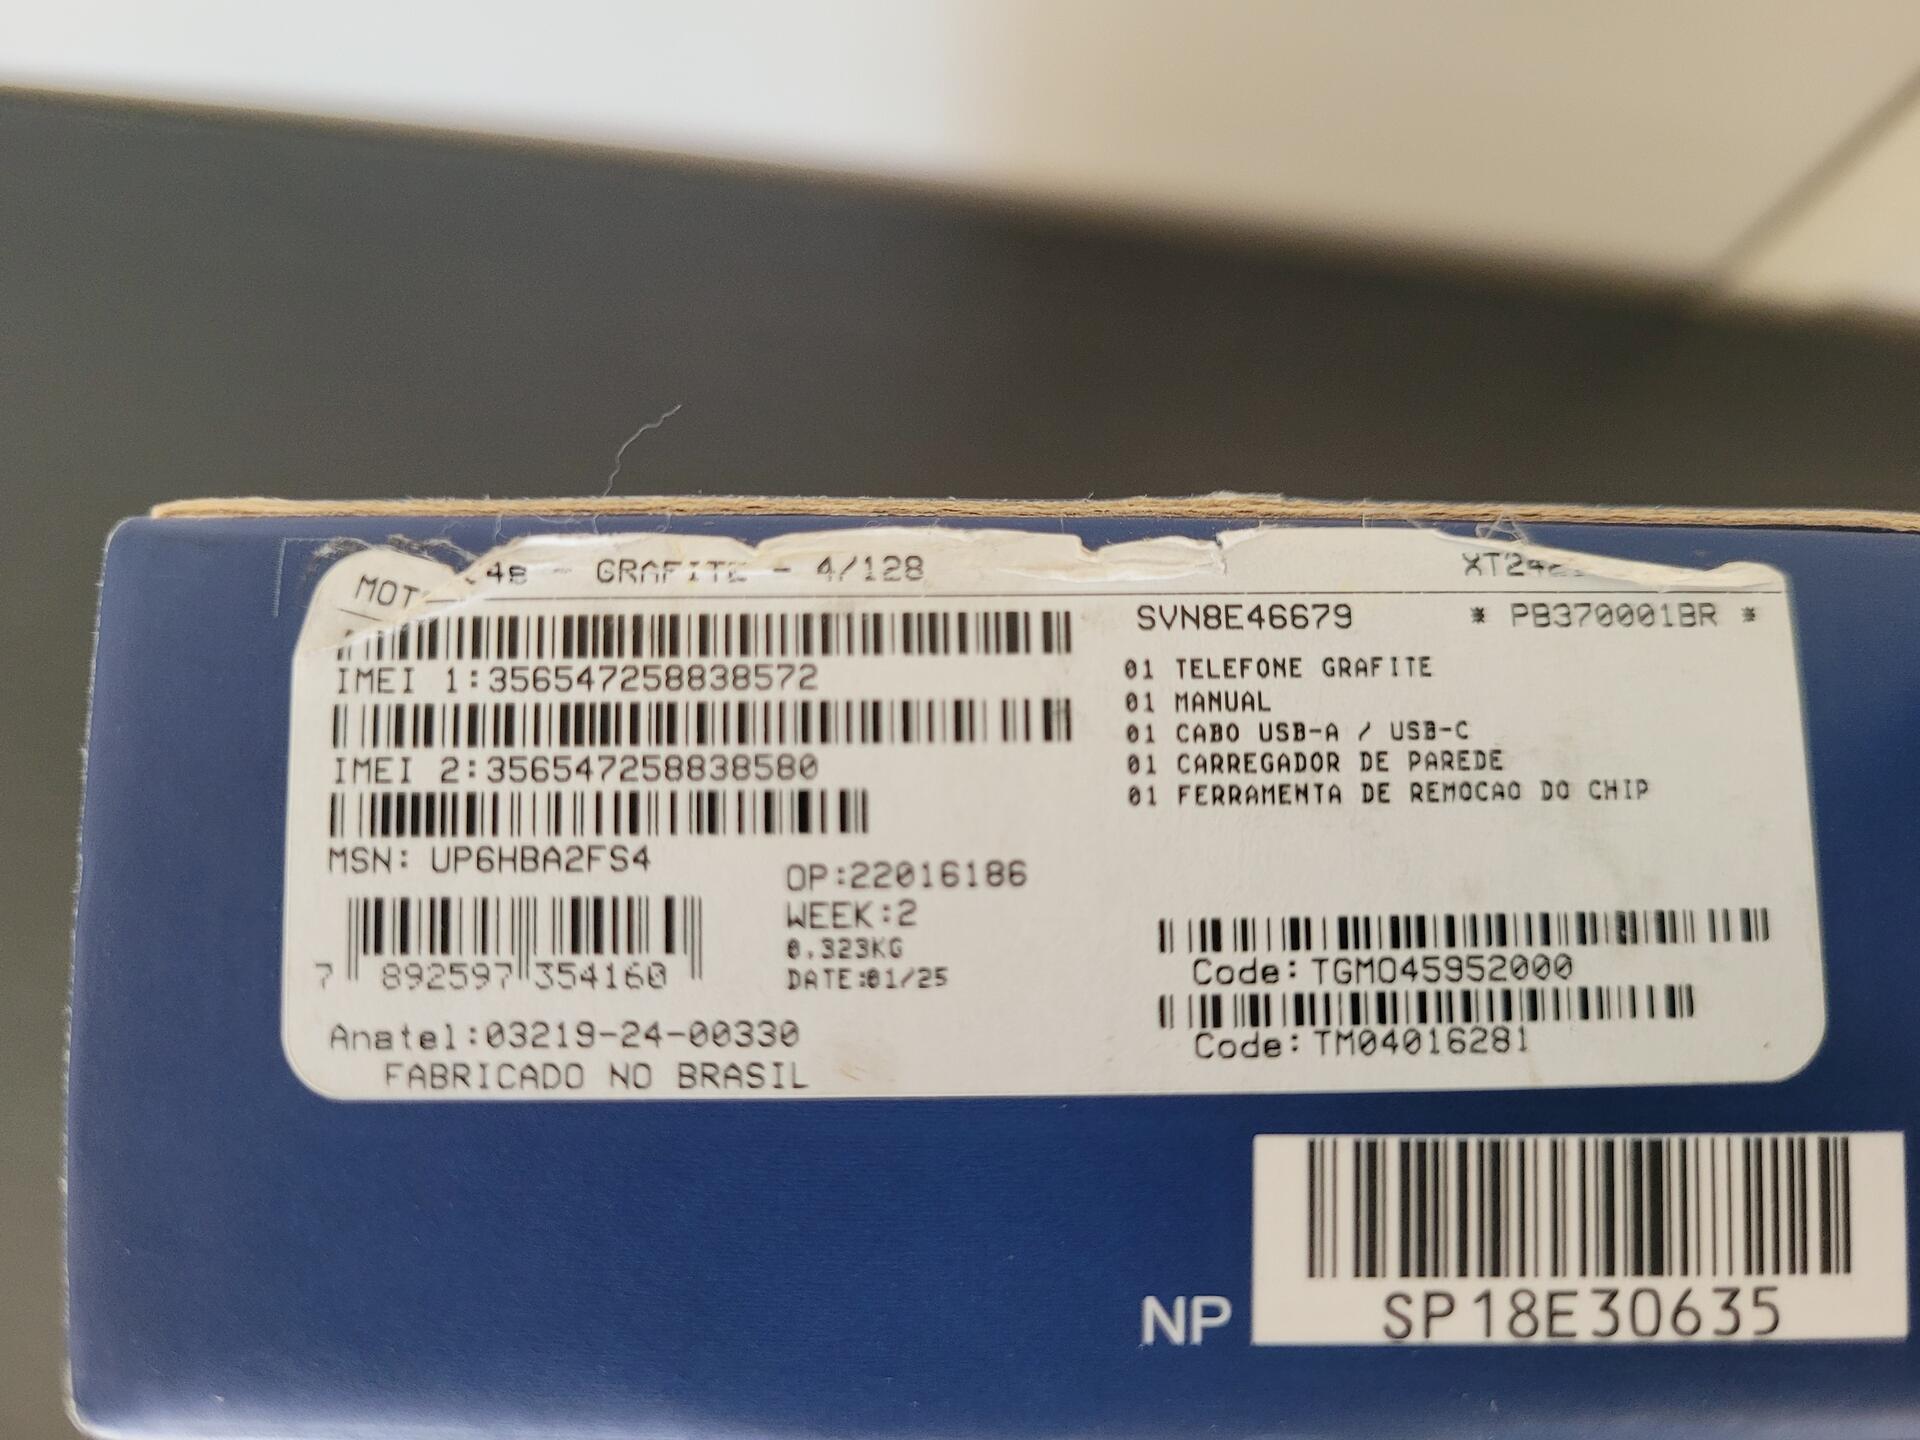 - GRAFITE - 4/128
SVN8E46679 * PB370001BR *
IMEI 1:356547258838572
IMEI 2:356547258838580
MSN: UP6HBA2FS4
01 TELEFONE GRAFITE
01 MANUAL
01 CABO USB-A / USB-C
01 CARREGADOR DE PAREDE
01 FERRAMENTA DE REMOCAO DO CHIP
OP:22016186
WEEK:2
0.323KG
DATE:01/25
7 892597 354160
Anatel:03219-24-00330
FABRICADO NO BRASIL
Code: TGMO45952000
Code: TM04016281
NP
SP18E30635